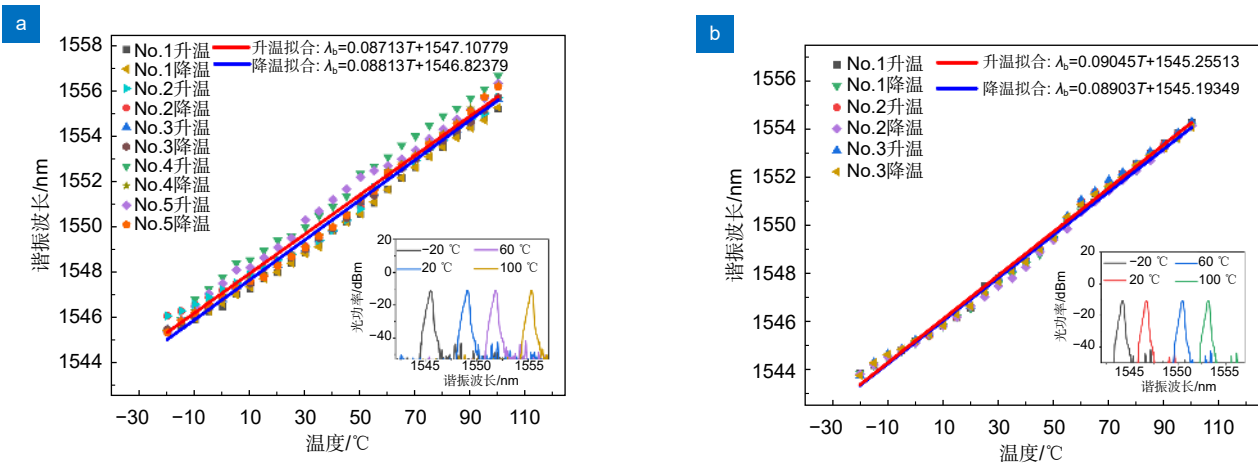 a
1558
1556
1554
1552
1550
1548
1546
1544
谐振波长/nm
No.1升温
No.1降温
No.2升温
No.2降温
No.3升温
No.3降温
No.4升温
No.4降温
No.5升温
No.5降温
升温拟合: λb=0.08713T+1547.10779
降温拟合: λb=0.08813T+1546.82379
20
0
−20
−40
光功率/dBm
−20 ℃
60 ℃
20 ℃
100 ℃
1545
1550
1555
谐振波长/nm
−30
−10
10
30
50
70
90
110
温度/℃
b
1556
1554
1552
1550
1548
1546
1544
谐振波长/nm
No.1升温
No.1降温
No.2升温
No.2降温
No.3升温
No.3降温
升温拟合: λb=0.09045T+1545.25513
降温拟合: λb=0.08903T+1545.19349
20
0
−20
−40
光功率/dBm
−20 ℃
60 ℃
20 ℃
100 ℃
1545
1550
1555
谐振波长/nm
−30
−10
10
30
50
70
90
110
温度/℃